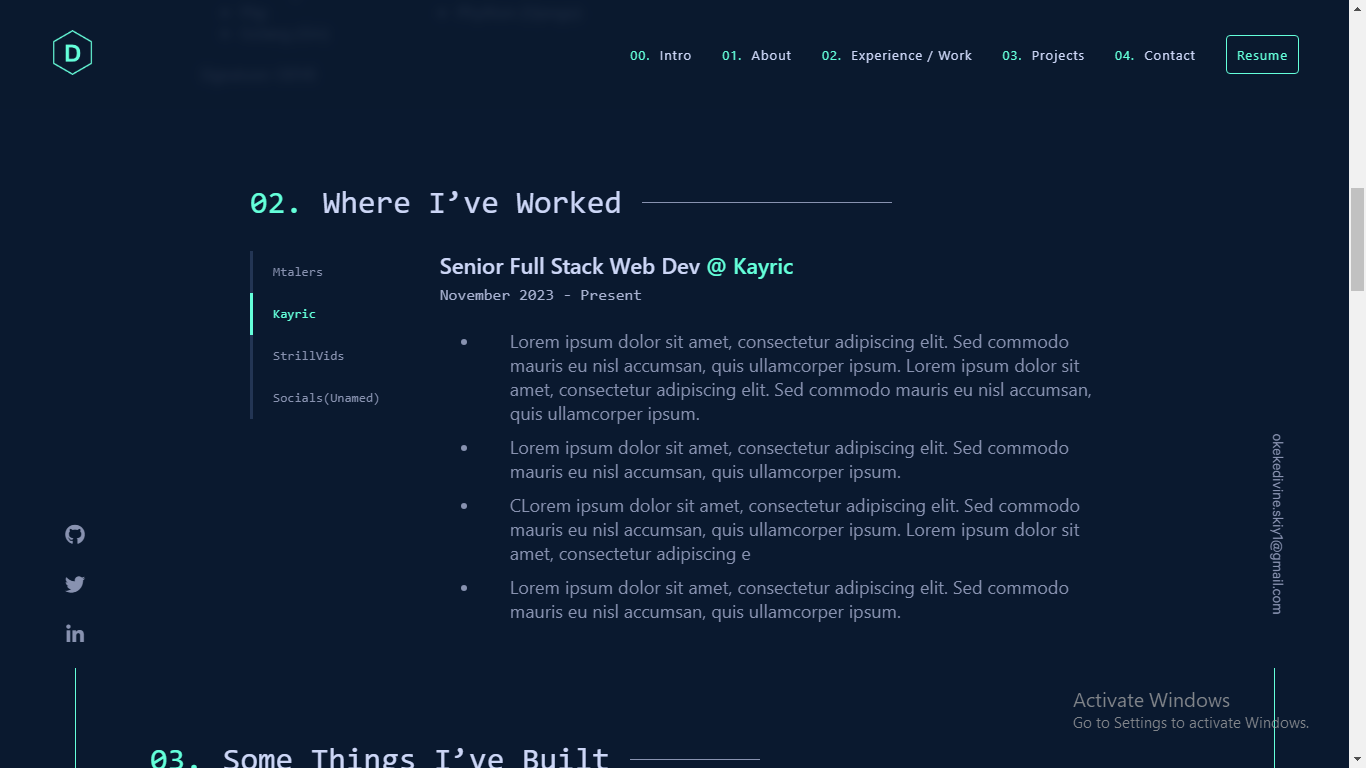 D
00. Intro 01. About 02. Experience / Work 03. Projects 04. Contact Resume
02. Where I’ve Worked
Mtalers
Kayric
StrillVids
Socials(Unamed)
Senior Full Stack Web Dev @ Kayric
November 2023 - Present
• Lorem ipsum dolor sit amet, consectetur adipiscing elit. Sed commodo
mauris eu nisl accumsan, quis ullamcorper ipsum. Lorem ipsum dolor sit
amet, consectetur adipiscing elit. Sed commodo mauris eu nisl accumsan,
quis ullamcorper ipsum.
• Lorem ipsum dolor sit amet, consectetur adipiscing elit. Sed commodo
mauris eu nisl accumsan, quis ullamcorper ipsum.
• CLorem ipsum dolor sit amet, consectetur adipiscing elit. Sed commodo
mauris eu nisl accumsan, quis ullamcorper ipsum. Lorem ipsum dolor sit
amet, consectetur adipiscing e
• Lorem ipsum dolor sit amet, consectetur adipiscing elit. Sed commodo
mauris eu nisl accumsan, quis ullamcorper ipsum.
okekedivine.skiy1@gmail.com
in
Activate Windows
Go to Settings to activate Windows.
03. Some Things I’ve Built